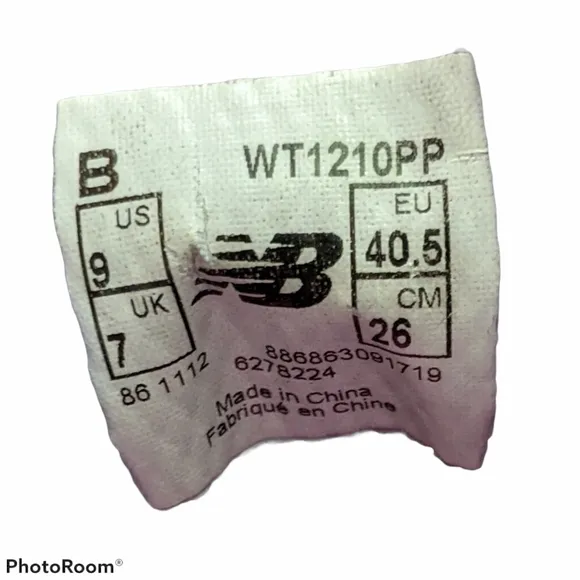 B
WT1210PP
US
9
UK
7
NB
EU
40.5
CM
26
86 1112
886863091719
6278224
Made in China
Fabriqué en Chine
PhotoRoom®